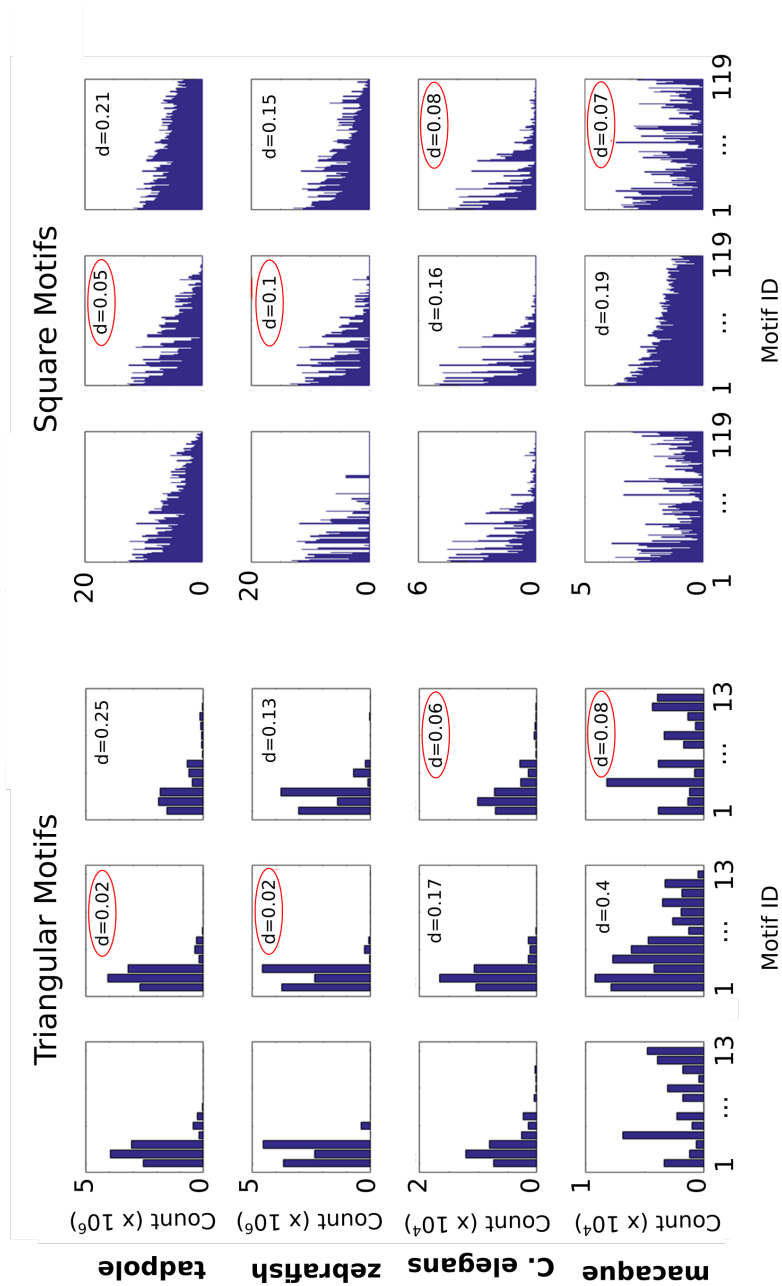 Triangular Motifs
Square Motifs
tadpole
Count (x 10⁶)
5
0
d=0.02
d=0.25
20
0
d=0.05
d=0.21
zebrafish
Count (x 10⁶)
5
0
d=0.02
d=0.13
20
0
d=0.1
d=0.15
C. elegans
Count (x 10⁴)
2
0
d=0.17
d=0.06
6
0
d=0.16
d=0.08
macaque
Count (x 10⁴)
1
0
d=0.4
d=0.08
5
0
d=0.19
d=0.07
1 ... 13
1 ... 13
1 ... 13
1 ... 119
1 ... 119
1 ... 119
Motif ID
Motif ID